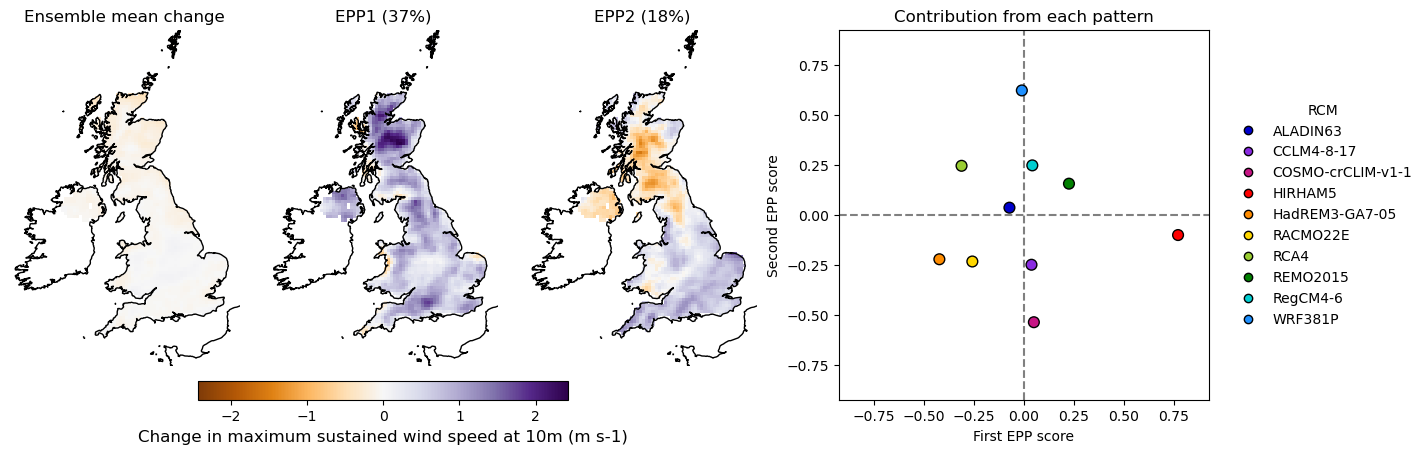 Ensemble mean change
EPP1 (37%)
EPP2 (18%)
Contribution from each pattern
−2 −1 0 1 2
Change in maximum sustained wind speed at 10m (m s-1)
Second EPP score
0.75
0.50
0.25
0.00
−0.25
−0.50
−0.75
−0.75 −0.50 −0.25 0.00 0.25 0.50 0.75
First EPP score
RCM
ALADIN63
CCLM4-8-17
COSMO-crCLIM-v1-1
HIRHAM5
HadREM3-GA7-05
RACMO22E
RCA4
REMO2015
RegCM4-6
WRF381P